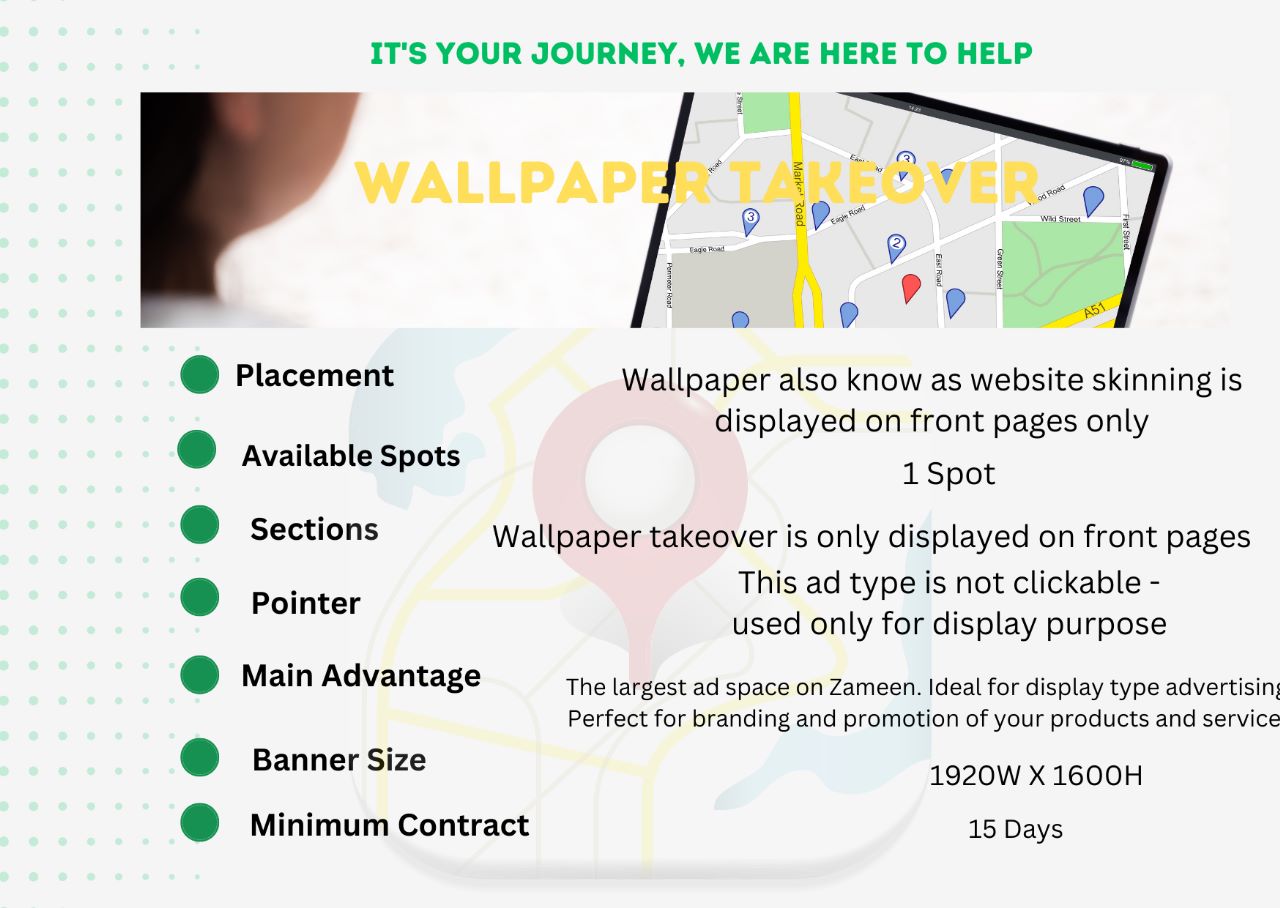 IT'S YOUR JOURNEY, WE ARE HERE TO HELP
WALLPAPER TAKEOVER
Market Road
Eagle Road
Eagle Road
Perimeter Road
East Road
Green Street
Wild Street
First Street
A51
3
3
2
97%
Placement
Wallpaper also know as website skinning is
displayed on front pages only
Available Spots
1 Spot
Sections
Wallpaper takeover is only displayed on front pages
Pointer
This ad type is not clickable -
used only for display purpose
Main Advantage
The largest ad space on Zameen. Ideal for display type advertising
Perfect for branding and promotion of your products and service
Banner Size
1920W X 1600H
Minimum Contract
15 Days